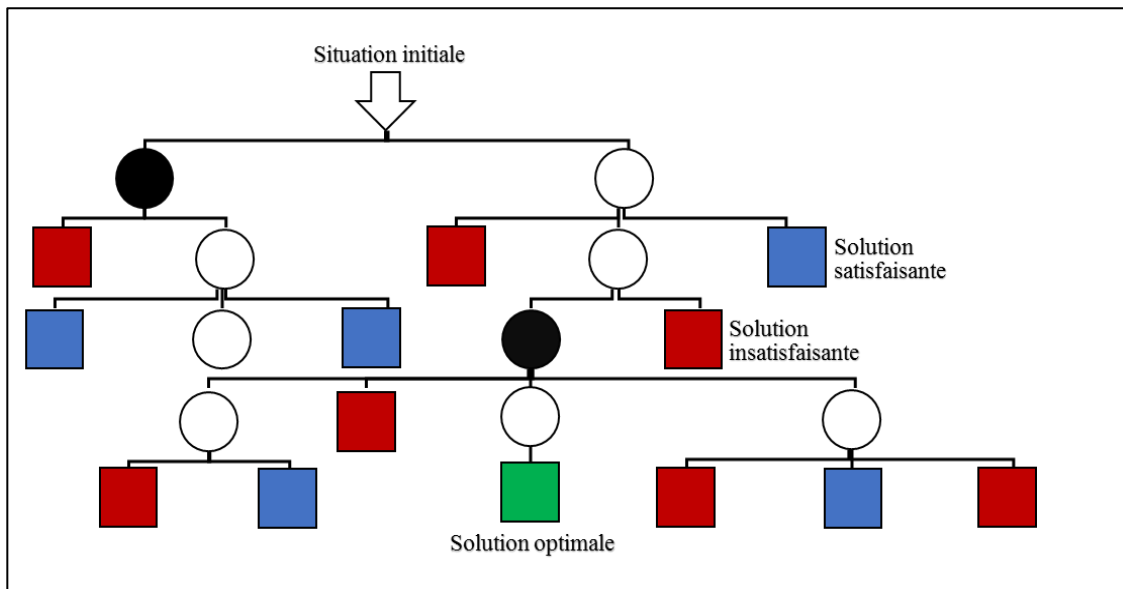 Situation initiale
Solution
satisfaisante
Solution
insatisfaisante
Solution optimale